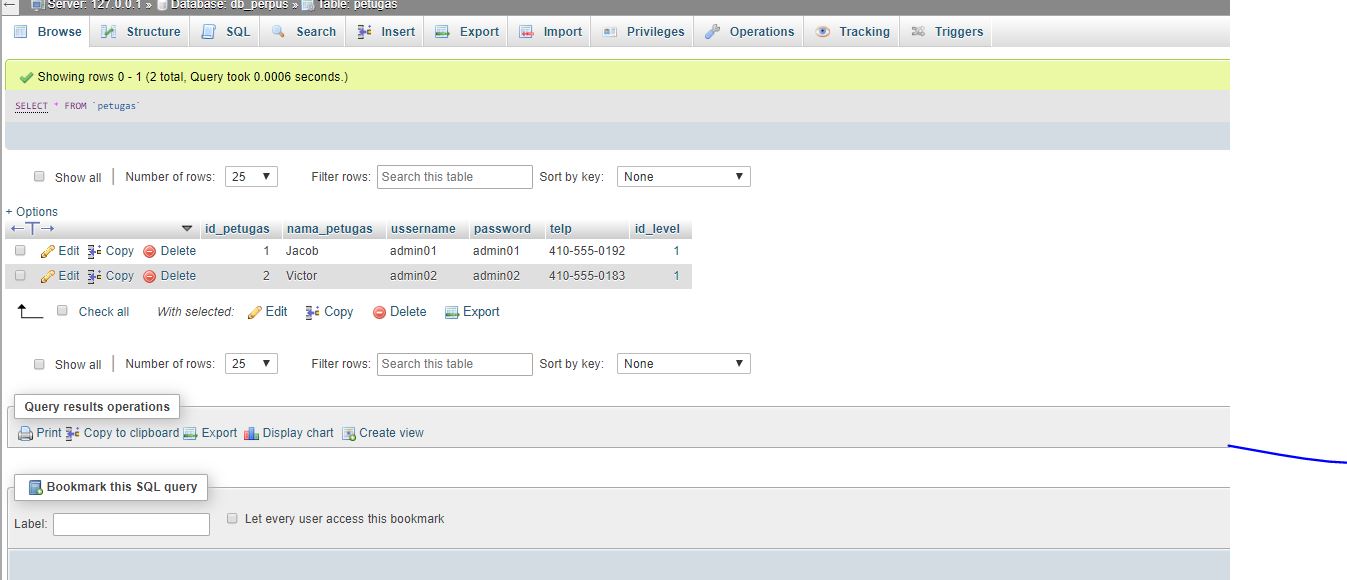 Server: 127.0.0.1 » Database: db_perpus » Table: petugas
Browse Structure SQL Search Insert Export Import Privileges Operations Tracking Triggers
Showing rows 0 - 1 (2 total, Query took 0.0006 seconds.)
SELECT * FROM `petugas`
Show all Number of rows: 25 Filter rows: Search this table Sort by key: None
+ Options
id_petugas nama_petugas ussername password telp id_level
Edit Copy Delete 1 Jacob admin01 admin01 410-555-0192 1
Edit Copy Delete 2 Victor admin02 admin02 410-555-0183 1
Check all With selected: Edit Copy Delete Export
Show all Number of rows: 25 Filter rows: Search this table Sort by key: None
Query results operations
Print Copy to clipboard Export Display chart Create view
Bookmark this SQL query
Label: Let every user access this bookmark